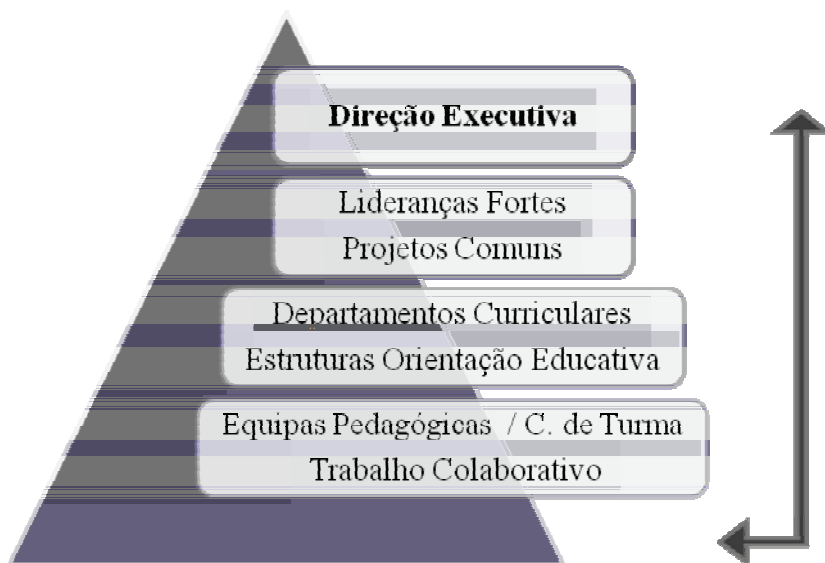 Direção Executiva
Lideranças Fortes
Projetos Comuns
Departamentos Curriculares
Estruturas Orientação Educativa
Equipas Pedagógicas / C. de Turma
Trabalho Colaborativo